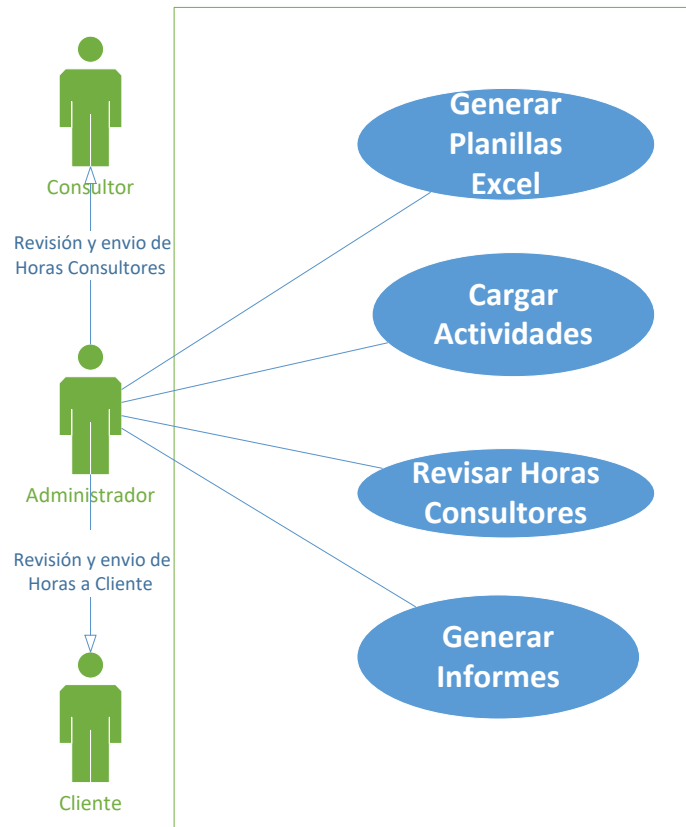 Consultor
Revisión y envio de
Horas Consultores
Administrador
Revisión y envio de
Horas a Cliente
Cliente
Generar
Planillas
Excel
Cargar
Actividades
Revisar Horas
Consultores
Generar
Informes